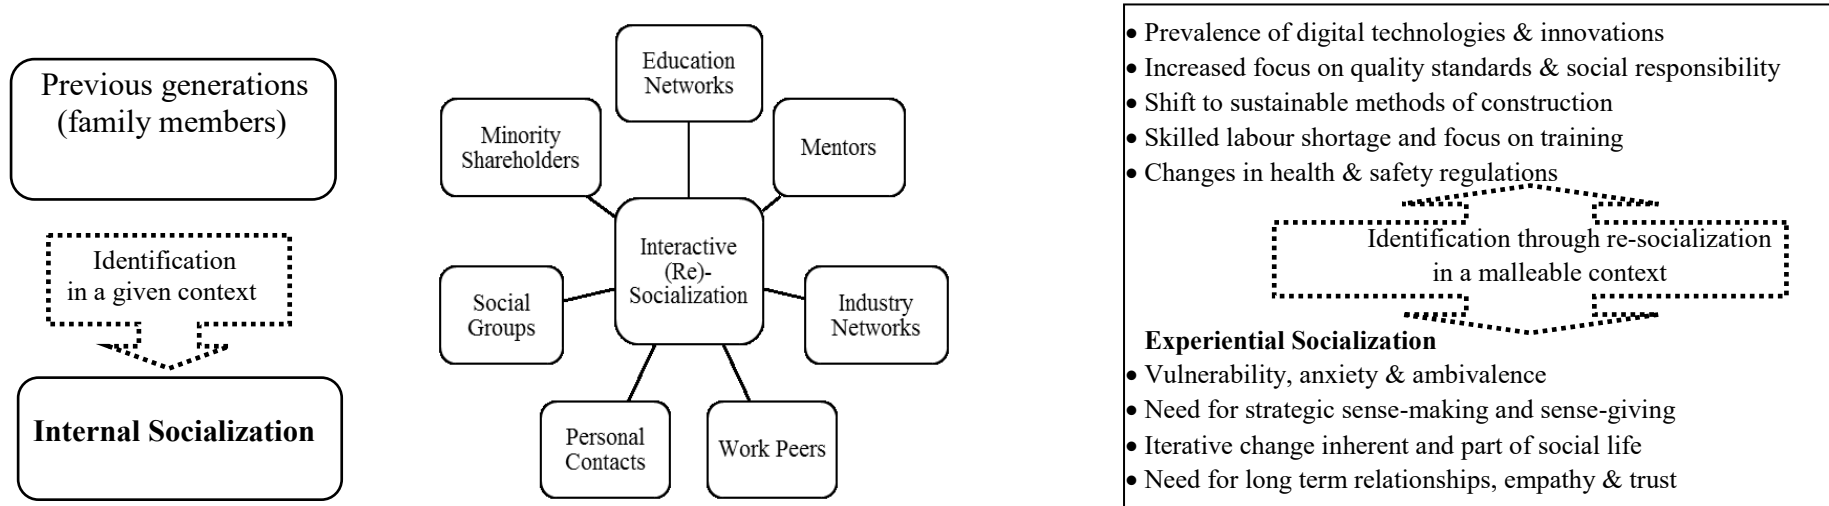 Previous generations
(family members)
Identification
in a given context
Internal Socialization
Education
Networks
Minority
Shareholders
Mentors
Interactive
(Re)-
Socialization
Social
Groups
Industry
Networks
Personal
Contacts
Work Peers
• Prevalence of digital technologies & innovations
• Increased focus on quality standards & social responsibility
• Shift to sustainable methods of construction
• Skilled labour shortage and focus on training
• Changes in health & safety regulations
Identification through re-socialization
in a malleable context
Experiential Socialization
• Vulnerability, anxiety & ambivalence
• Need for strategic sense-making and sense-giving
• Iterative change inherent and part of social life
• Need for long term relationships, empathy & trust